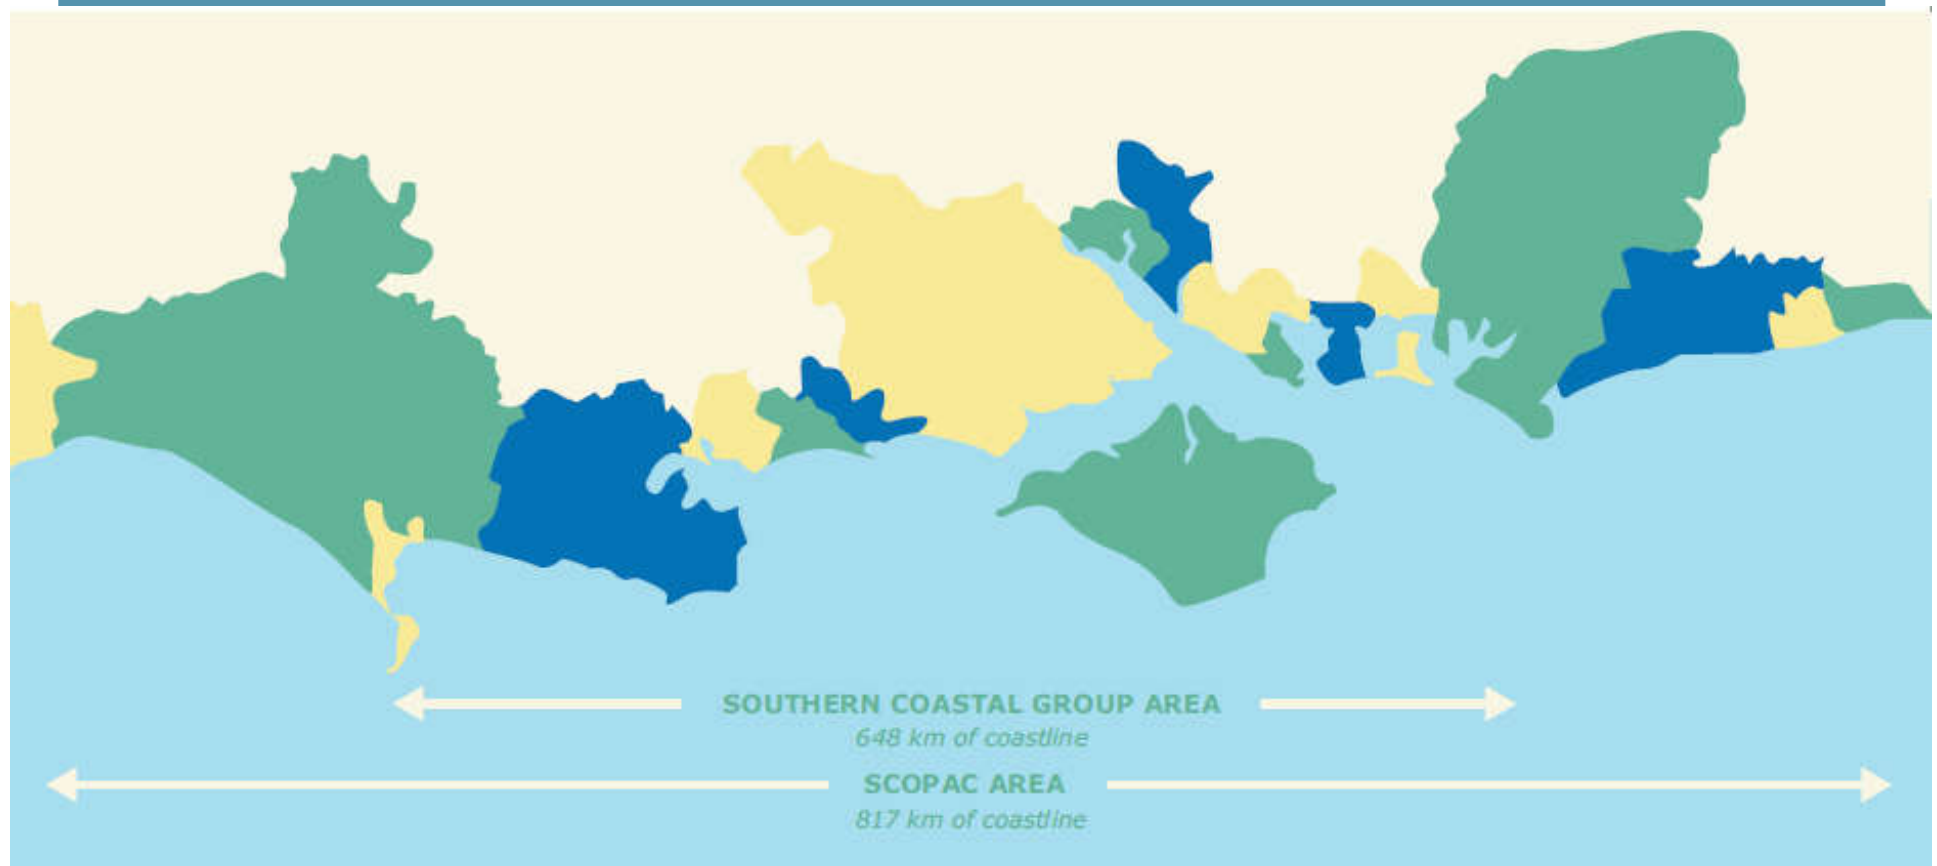 SOUTHERN COASTAL GROUP AREA
648 km of coastline
SCOPAC AREA
817 km of coastline